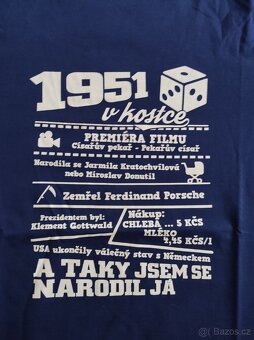 1951
v kostce
PREMIÉRA FILMU
Císařův pekař - Pekařův císař
Narodila se Jarmila Kratochvílová
nebo Miroslav Donutil
Zemřel Ferdinand Porsche
Prezidentem byl:
Klement Gottwald
Nákup:
CHLEBA ... 5 KČS
MLÉKO
2,25 KČS/l
USA ukončily válečný stav s Německem
A TAKY JSEM SE
NARODIL JÁ
Bazoš.cz